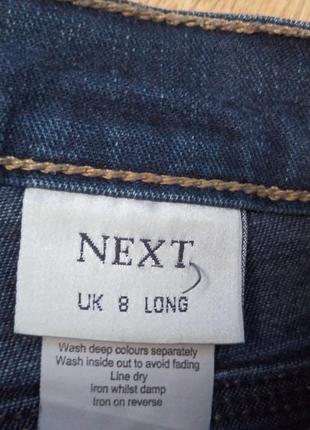 NEXT
UK 8 LONG
Wash deep colours separately
Wash inside out to avoid fading
Line dry
Iron whilst damp
Iron on reverse